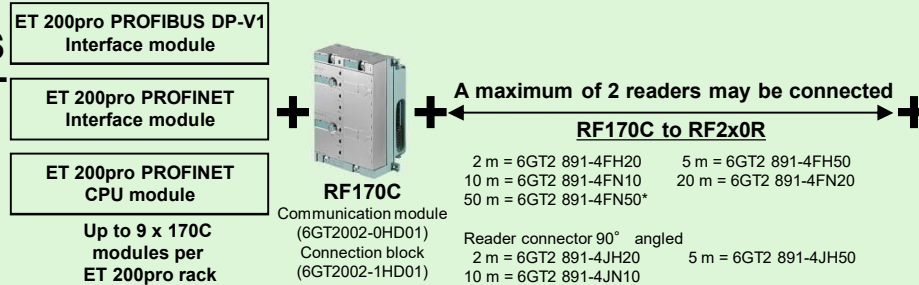 S
ET 200pro PROFIBUS DP-V1
Interface module
ET 200pro PROFINET
Interface module
ET 200pro PROFINET
CPU module
Up to 9 x 170C
modules per
ET 200pro rack
+
RF170C
Communication module
(6GT2002-0HD01)
Connection block
(6GT2002-1HD01)
+
A maximum of 2 readers may be connected
RF170C to RF2x0R
2 m = 6GT2 891-4FH20 5 m = 6GT2 891-4FH50
10 m = 6GT2 891-4FN10 20 m = 6GT2 891-4FN20
50 m = 6GT2 891-4FN50*
Reader connector 90° angled
2 m = 6GT2 891-4JH20 5 m = 6GT2 891-4JH50
10 m = 6GT2 891-4JN10
+